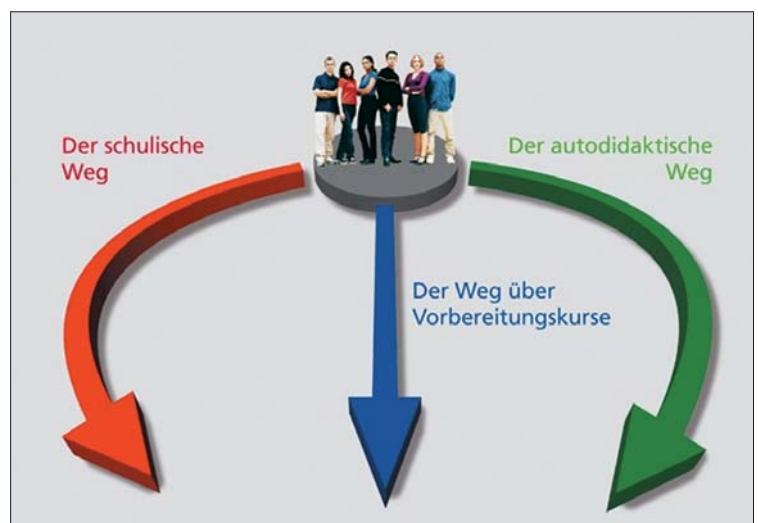 Der schulische
Weg
Der autodidaktische
Weg
Der Weg über
Vorbereitungskurse